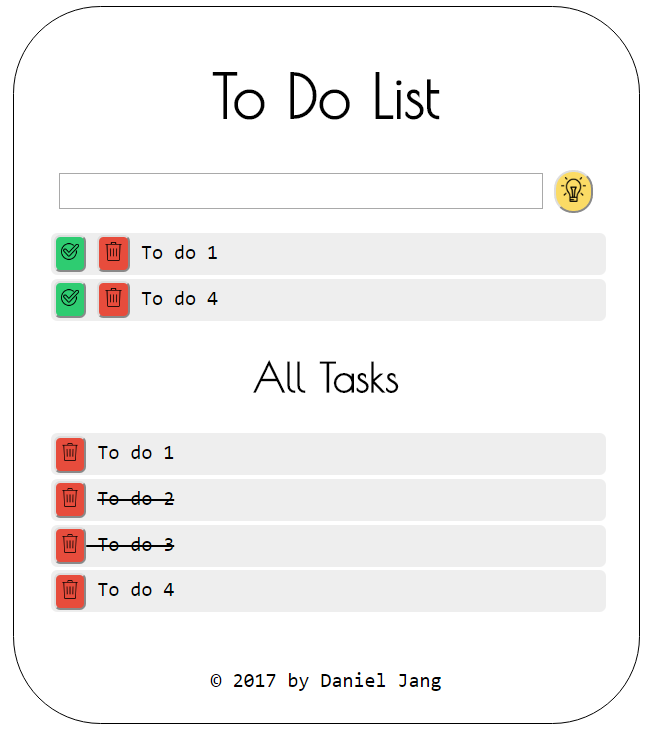 To Do List
To do 1
To do 4
All Tasks
To do 1
To do 2
To do 3
To do 4
© 2017 by Daniel Jang